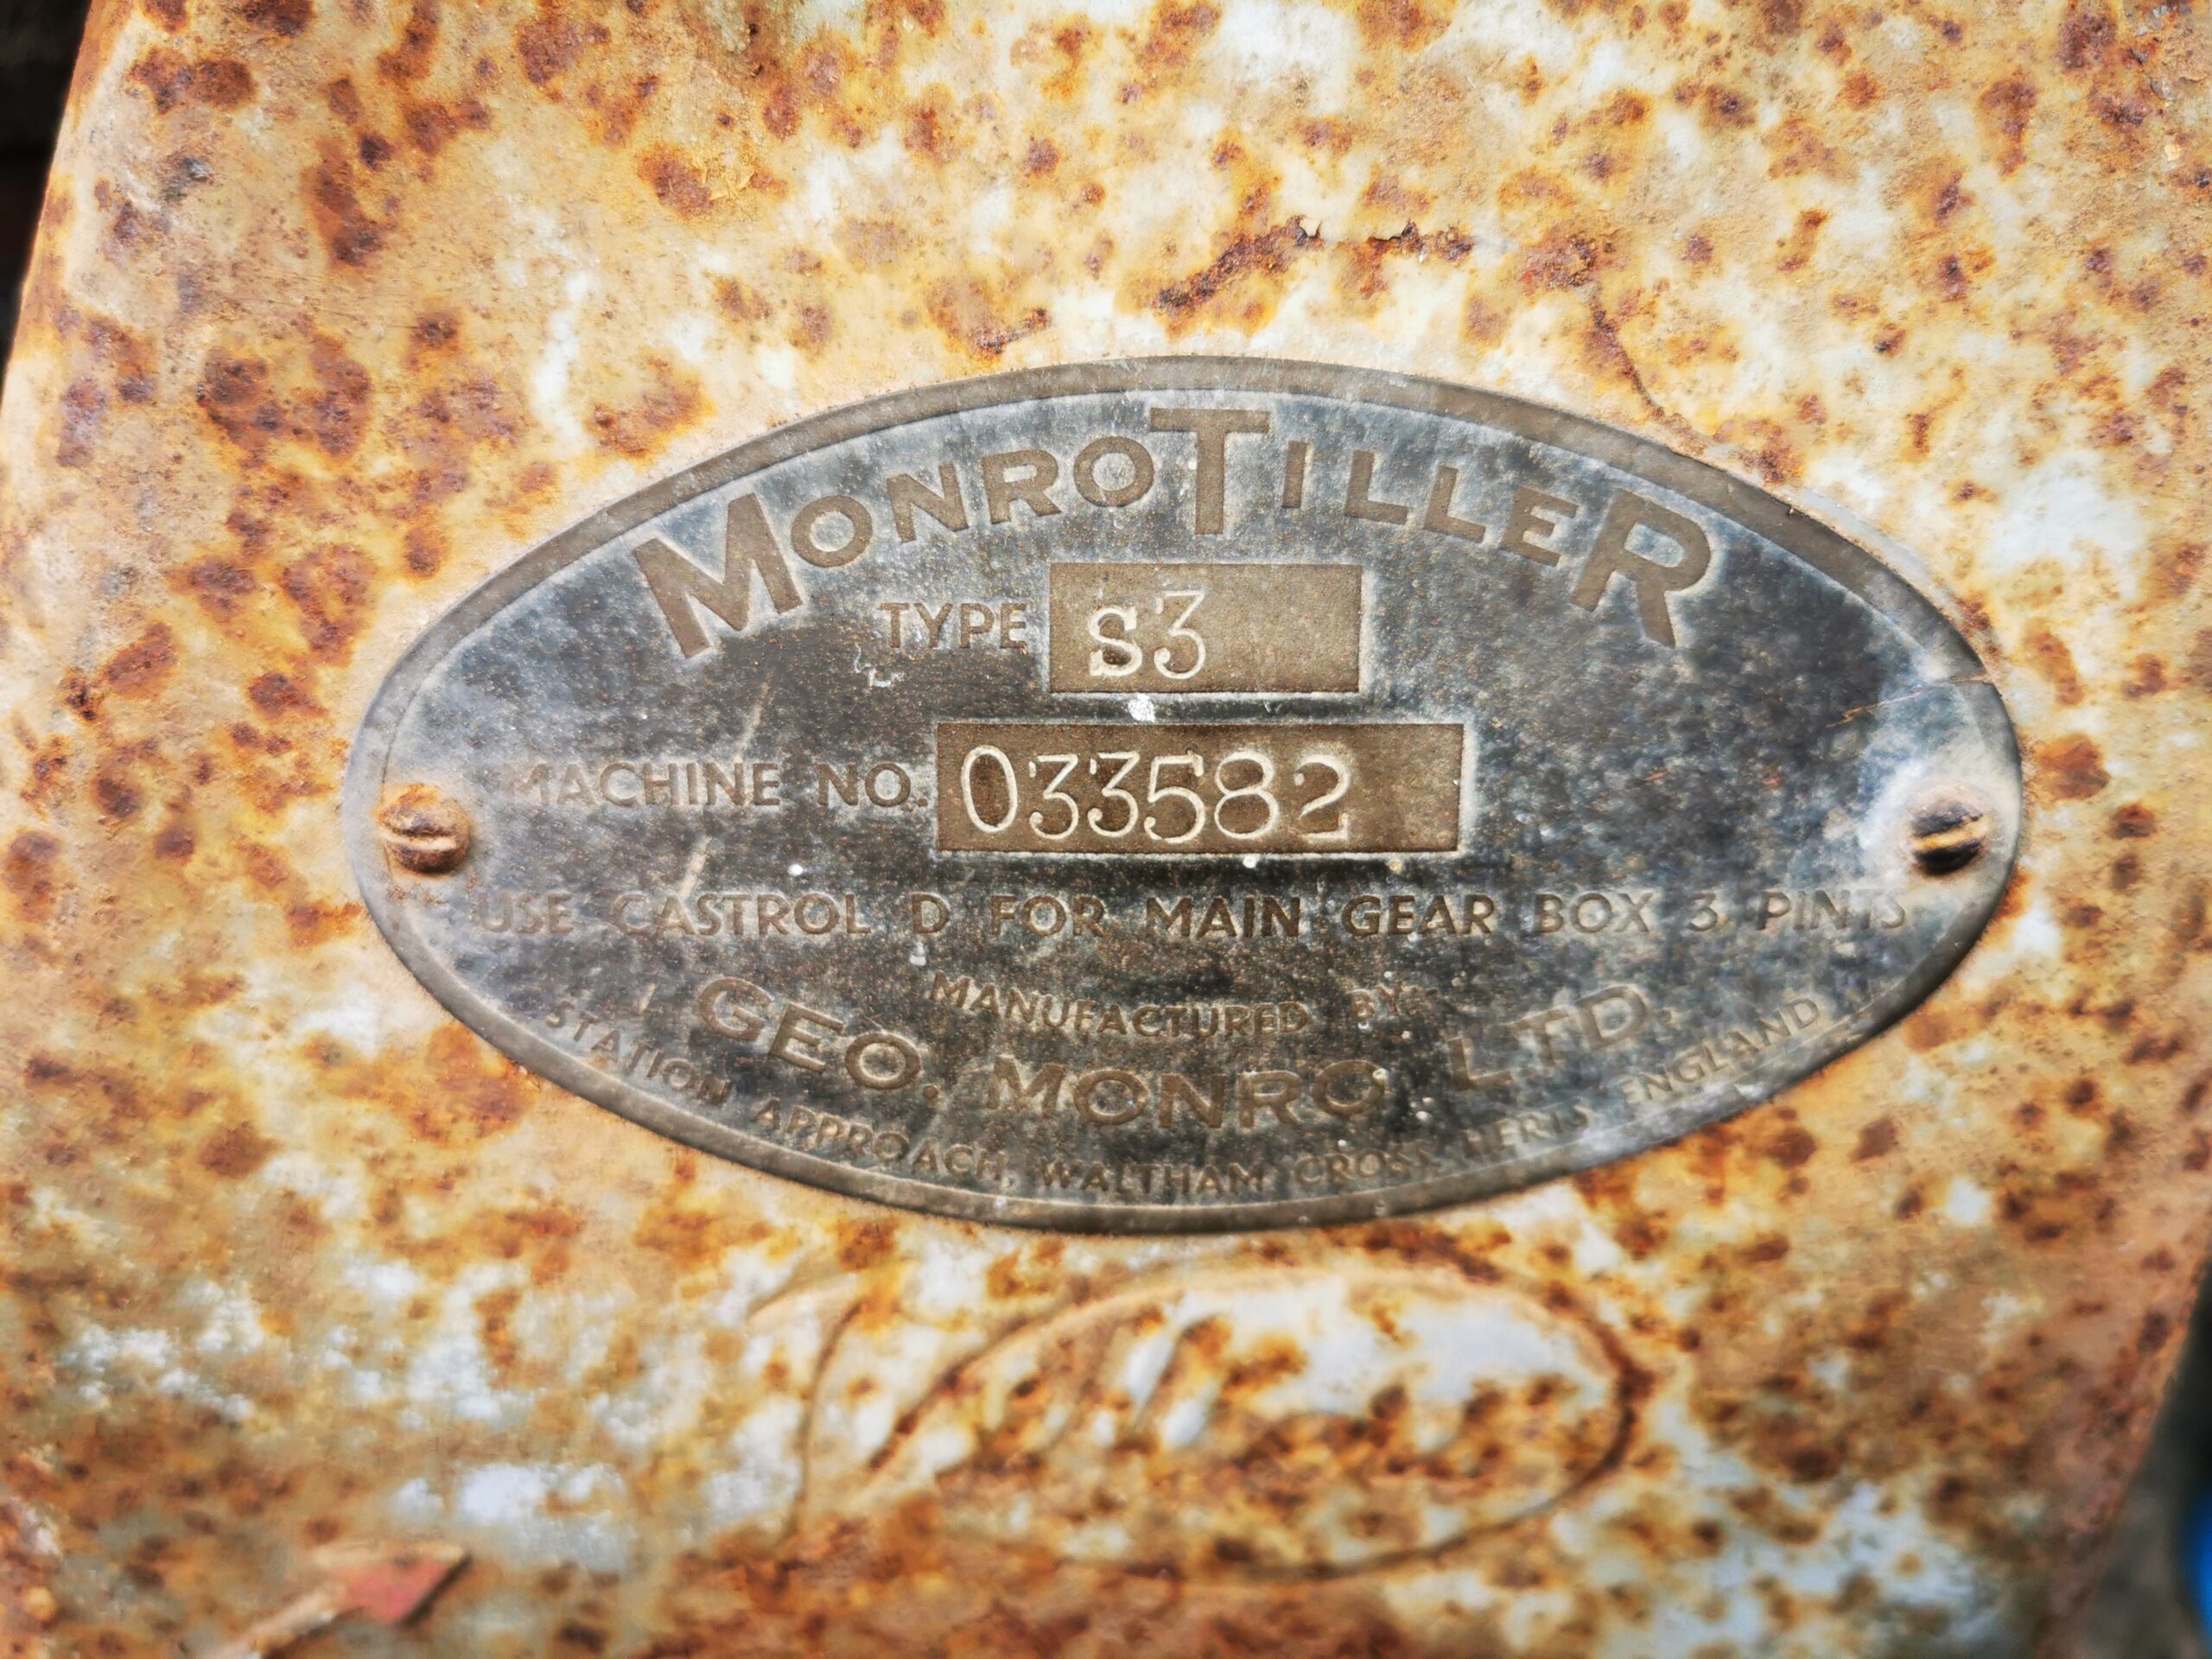 MONROTILLER
TYPE S3
MACHINE NO. 033582
USE CASTROL D FOR MAIN GEAR BOX 3 PINTS
MANUFACTURED BY:
GEO. MONRO LTD.
STATION APPROACH, WALTHAM CROSS HERTS ENGLAND